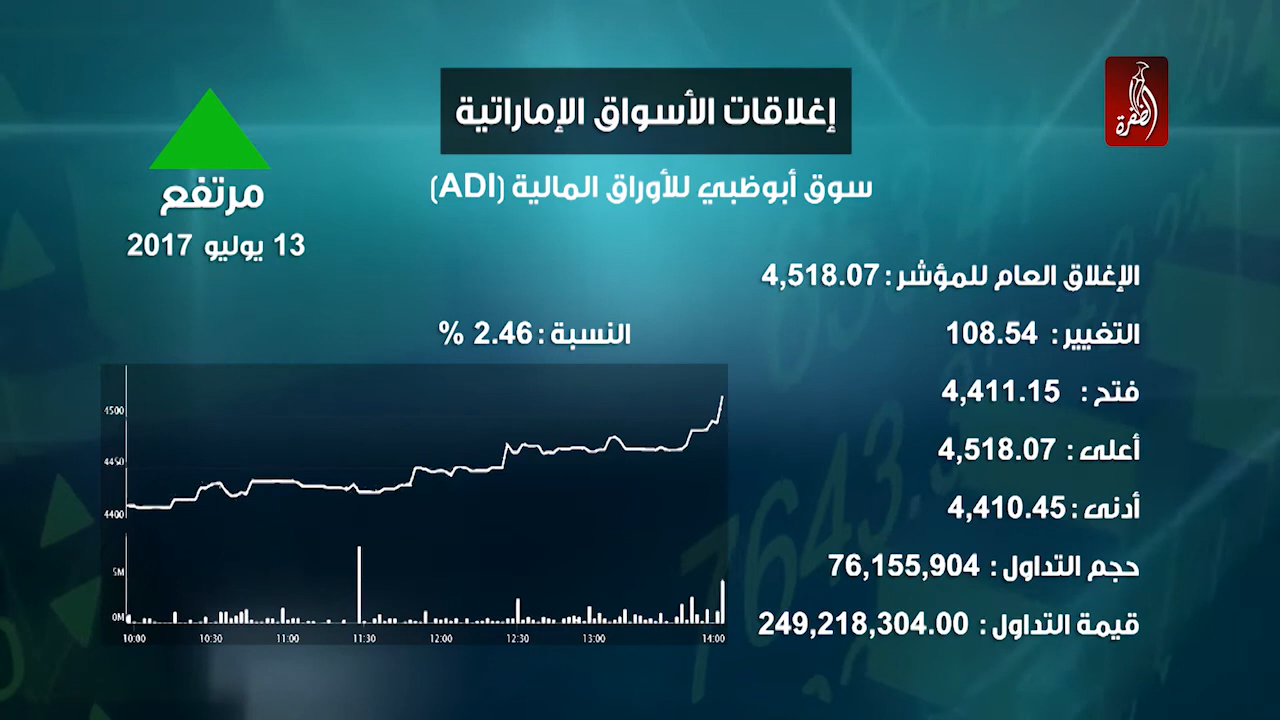 إغلاقات الأسواق الإماراتية
الظفرة
سوق أبوظبي للأوراق المالية (ADI)
مرتفع
13 يوليو 2017
الإغلاق العام للمؤشر : 4,518.07
التغيير : 108.54
النسبة : 2.46 %
فتح : 4,411.15
أعلى : 4,518.07
أدنى : 4,410.45
حجم التداول : 76,155,904
قيمة التداول : 249,218,304.00
4500
4450
4400
5M
0M
10:00 10:30 11:00 11:30 12:00 12:30 13:00 14:00